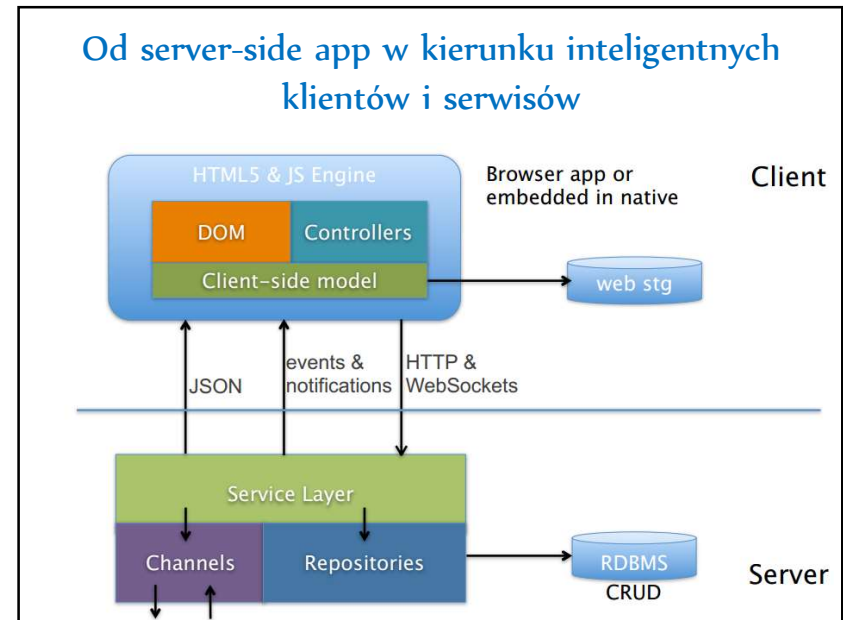 Od server-side app w kierunku inteligentnych
klientów i serwisów
HTML5 & JS Engine
Browser app or
embedded in native
Client
DOM
Controllers
Client-side model
web stg
JSON
events &
notifications
HTTP &
WebSockets
Service Layer
Channels
Repositories
RDBMS
CRUD
Server